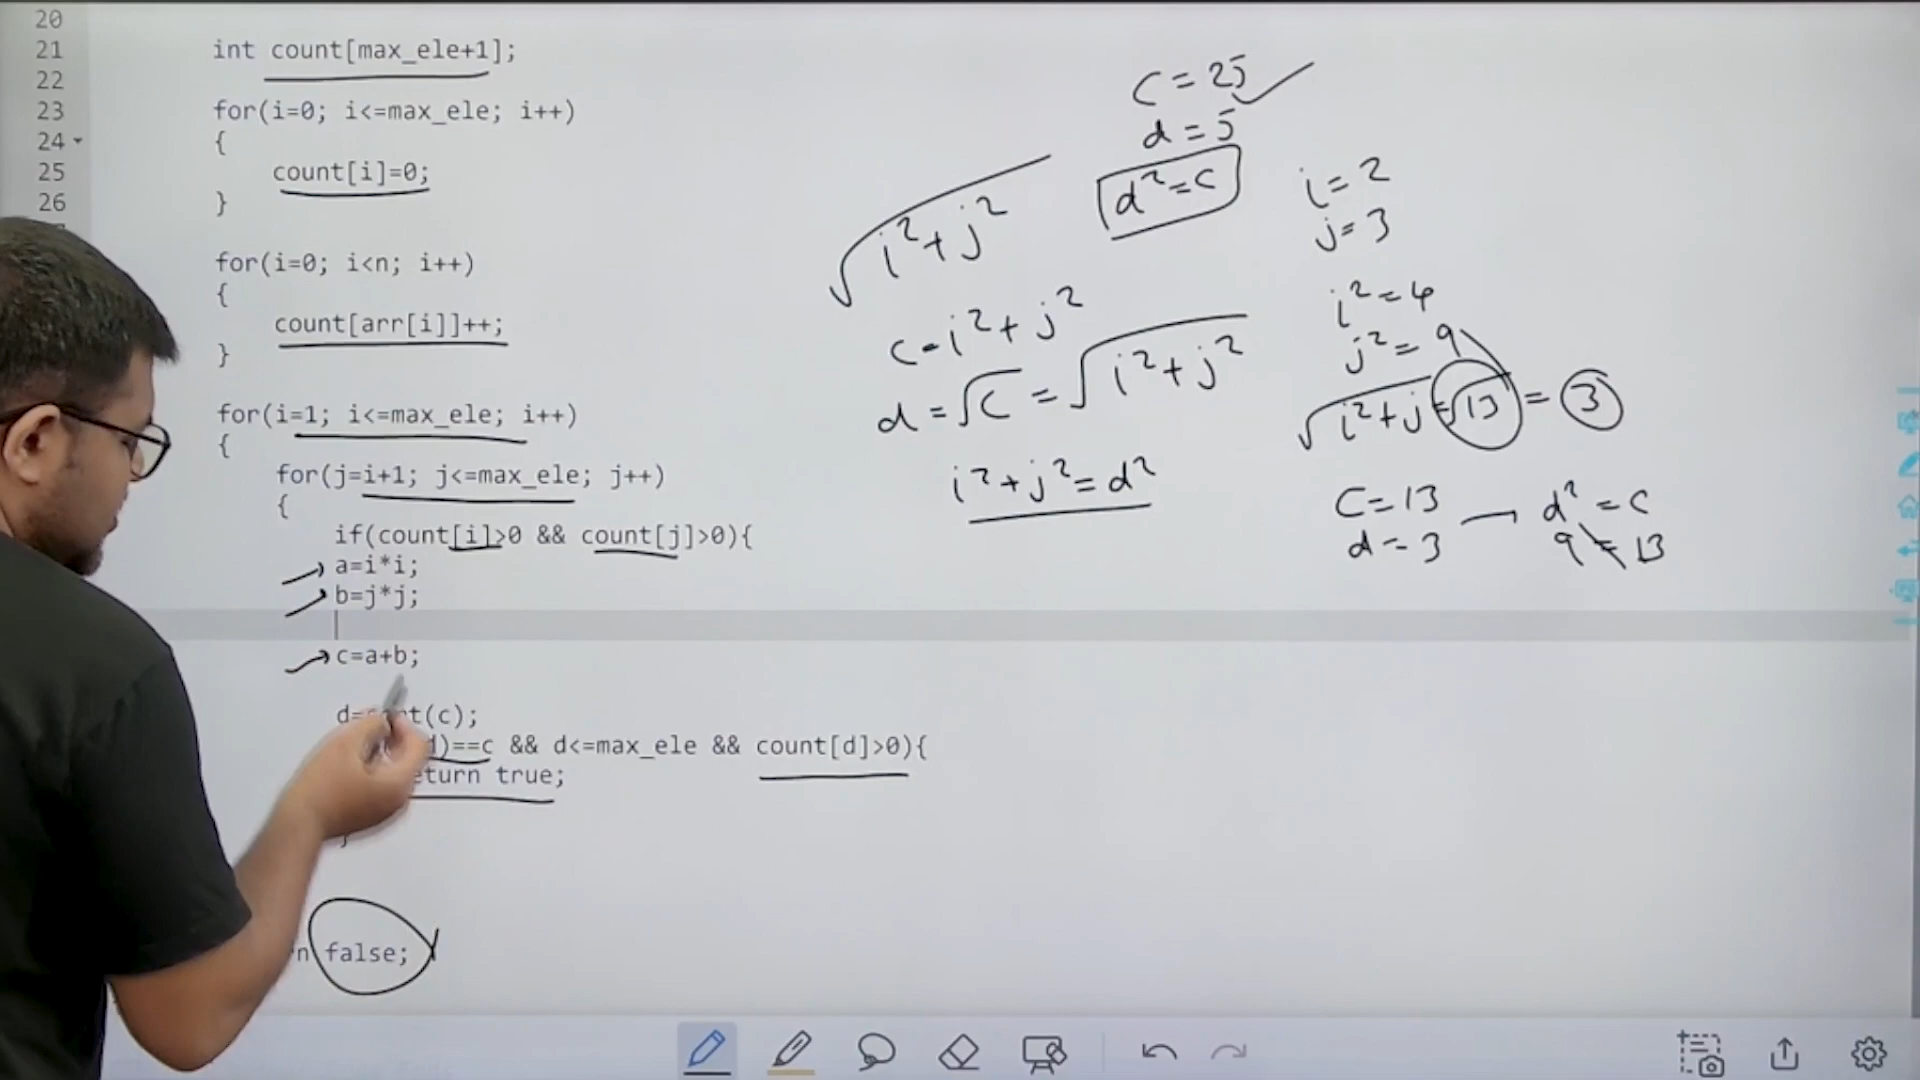 20
21 int count[max_ele+1];
22
23 for(i=0; i<=max_ele; i++)
24 {
25 count[i]=0;
26 }
for(i=0; i<n; i++)
{
count[arr[i]]++;
}
for(i=1; i<=max_ele; i++)
{
for(j=i+1; j<=max_ele; j++)
{
if(count[i]>0 && count[j]>0){
a=i*i;
b=j*j;
c=a+b;
(c);
)==c && d<=max_ele && count[d]>0){
true;
}
false;
C = 25
d = 5
d² = c
√i² + j²
c = i² + j²
d = √c = √i² + j²
i² + j² = d²
i = 2
j = 3
i² = 4
j² = 9
√i² + j = √13 = 3
C = 13
d = 3
d² = c
9 = 13